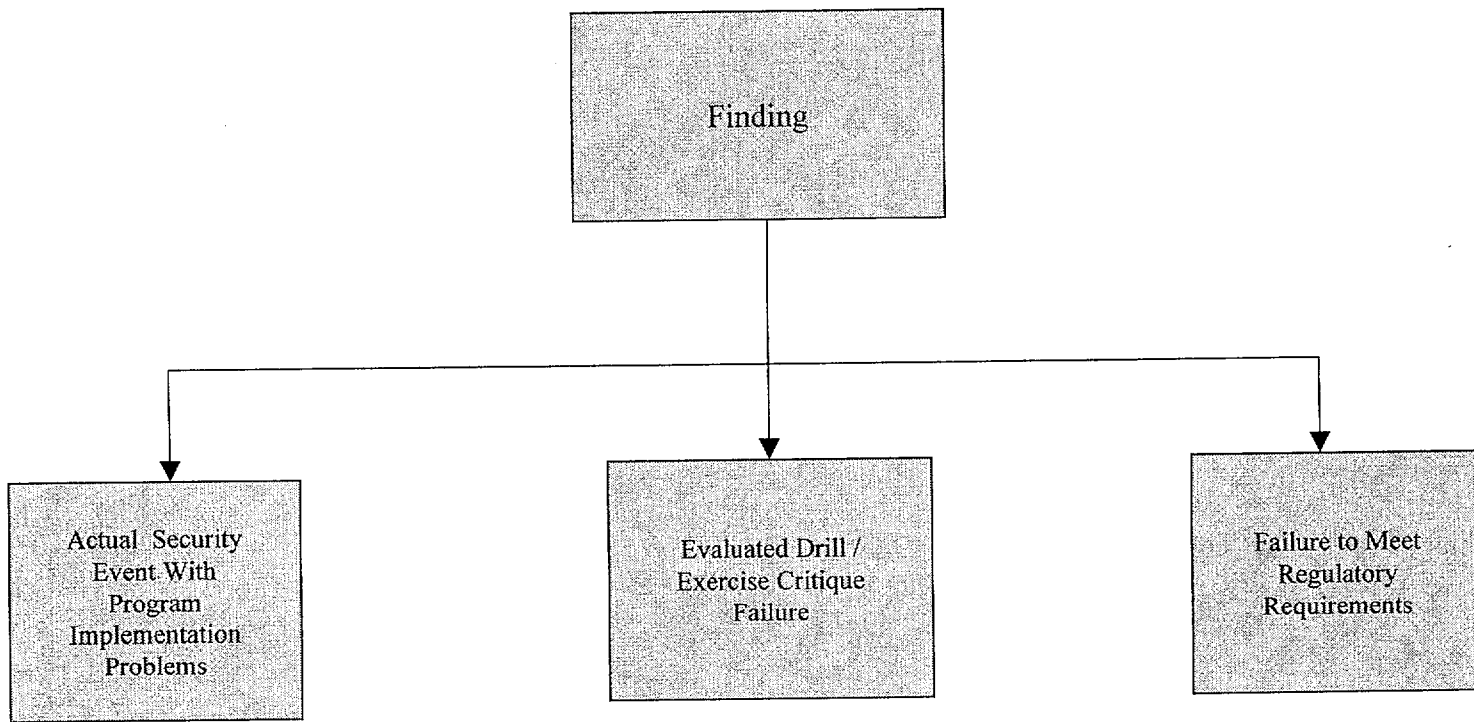 Finding
Actual Security
Event With
Program
Implementation
Problems
Evaluated Drill /
Exercise Critique
Failure
Failure to Meet
Regulatory
Requirements